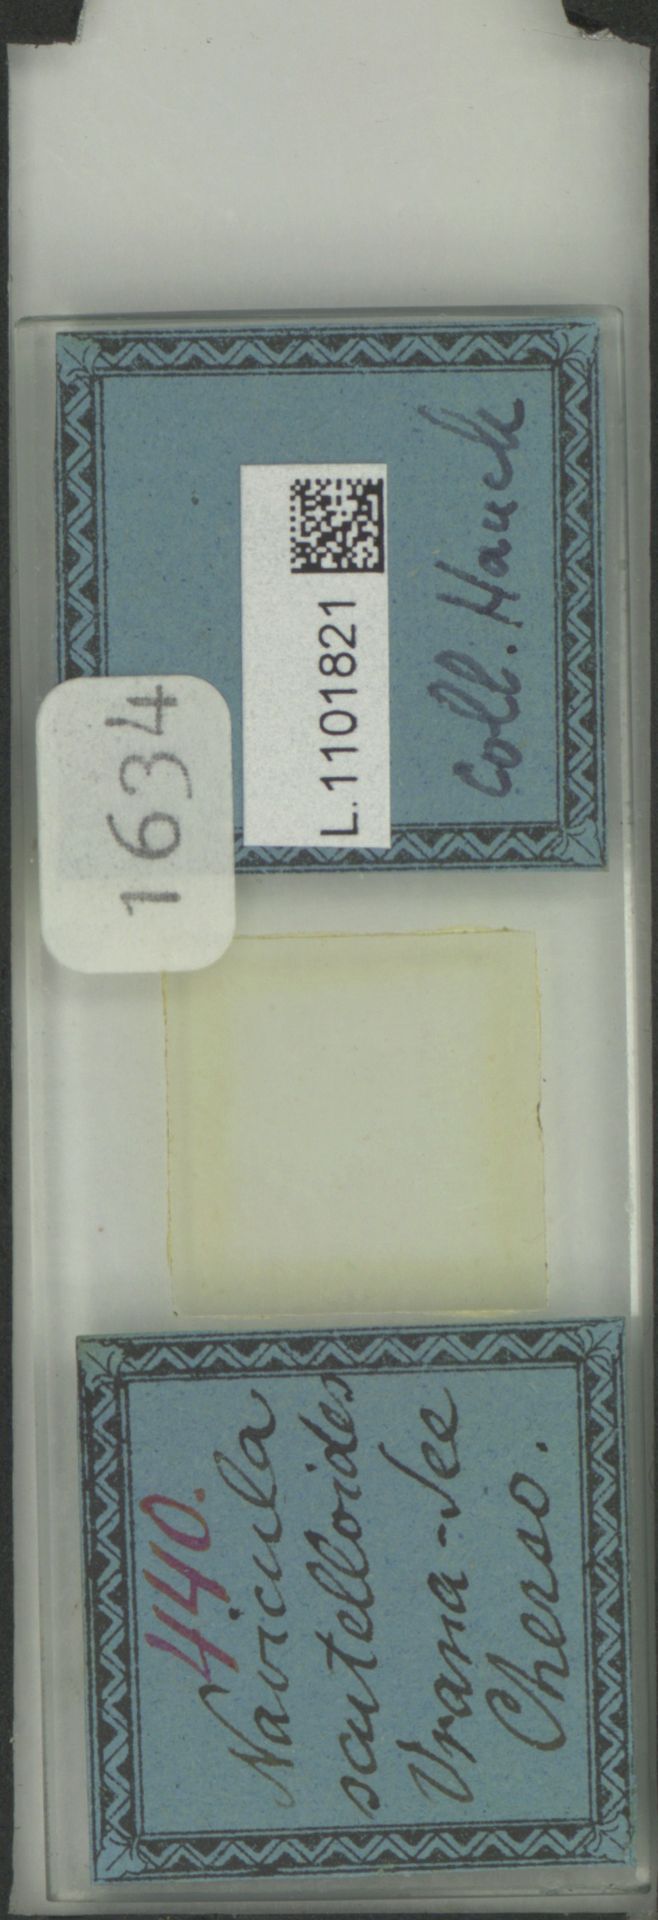 Coll. Hauck
L.1101821
1634
440.
Navicula
scutelloides
Vrana-See
Cherso.